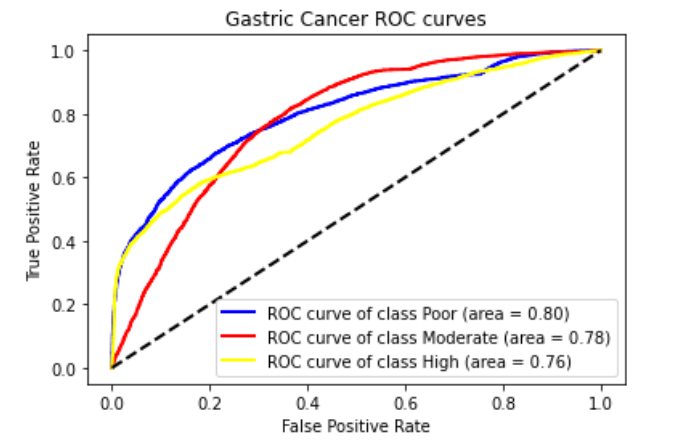 Gastric Cancer ROC curves
1.0
0.8
0.6
0.4
0.2
0.0
True Positive Rate
ROC curve of class Poor (area = 0.80)
ROC curve of class Moderate (area = 0.78)
ROC curve of class High (area = 0.76)
0.0 0.2 0.4 0.6 0.8 1.0
False Positive Rate